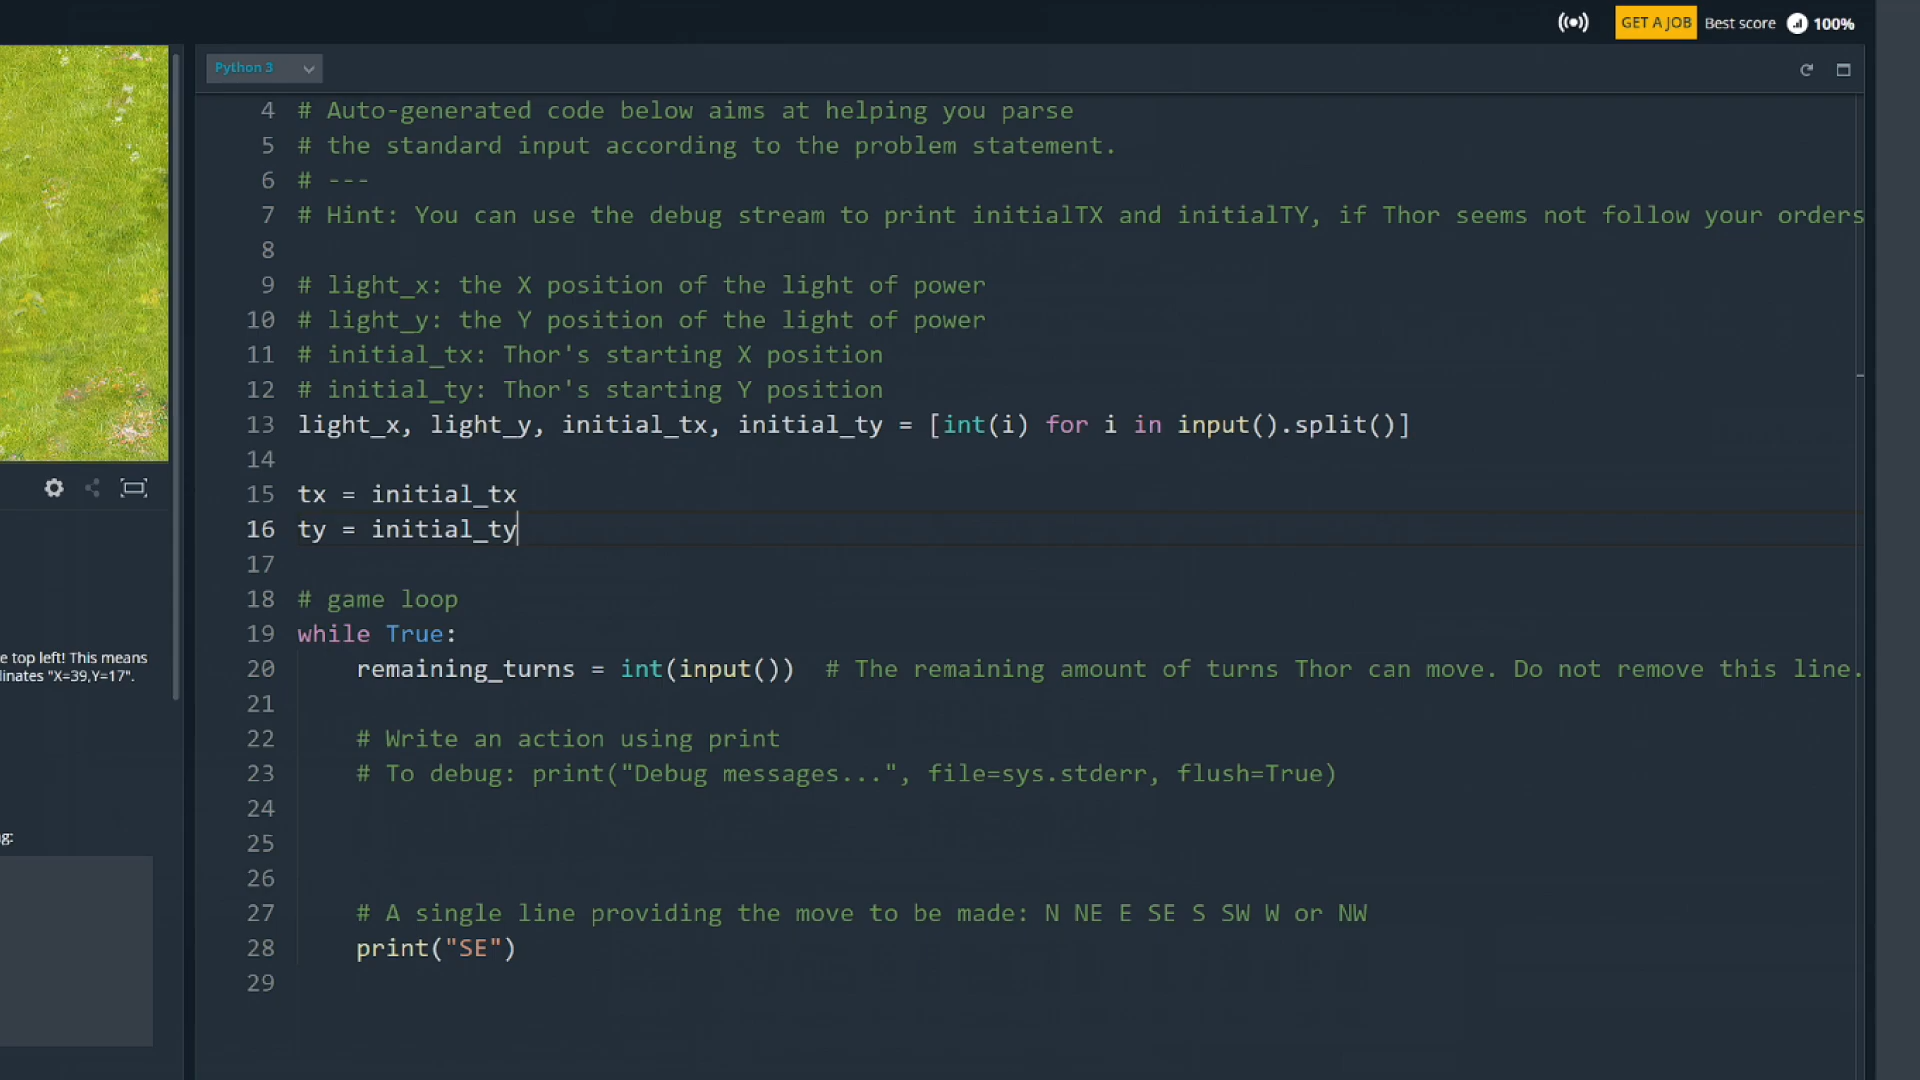 GET A JOB Best score 100%
Python 3
4 # Auto-generated code below aims at helping you parse
5 # the standard input according to the problem statement.
6 # ---
7 # Hint: You can use the debug stream to print initialTX and initialTY, if Thor seems not follow your orders
8
9 # light_x: the X position of the light of power
10 # light_y: the Y position of the light of power
11 # initial_tx: Thor's starting X position
12 # initial_ty: Thor's starting Y position
13 light_x, light_y, initial_tx, initial_ty = [int(i) for i in input().split()]
14
15 tx = initial_tx
16 ty = initial_ty
17
18 # game loop
19 while True:
20 remaining_turns = int(input()) # The remaining amount of turns Thor can move. Do not remove this line.
21
22 # Write an action using print
23 # To debug: print("Debug messages...", file=sys.stderr, flush=True)
24
25
26
27 # A single line providing the move to be made: N NE E SE S SW W or NW
28 print("SE")
29
e top left! This means
linates "X=39,Y=17".
g: